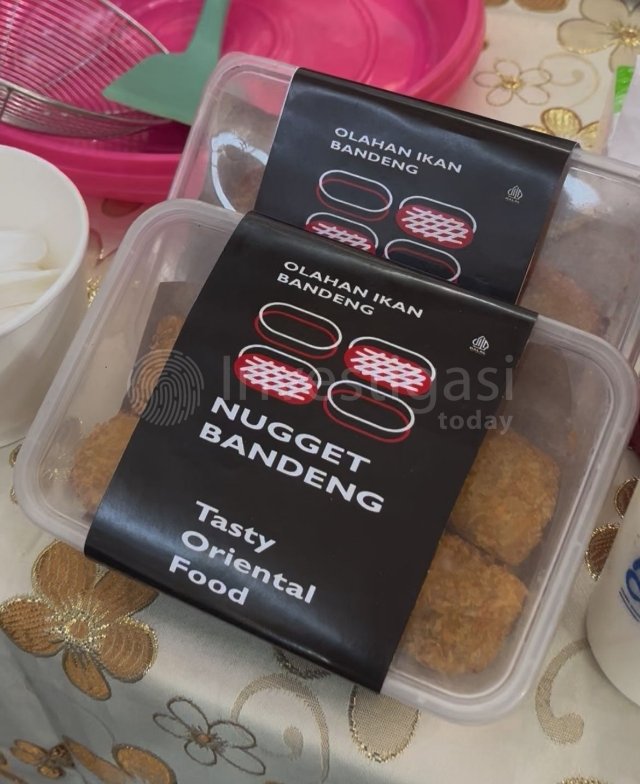 OLAHAN IKAN
BANDENG
OLAHAN IKAN
BANDENG
NUGGET
BANDENG
Tasty
Oriental
Food
Investigasi
today